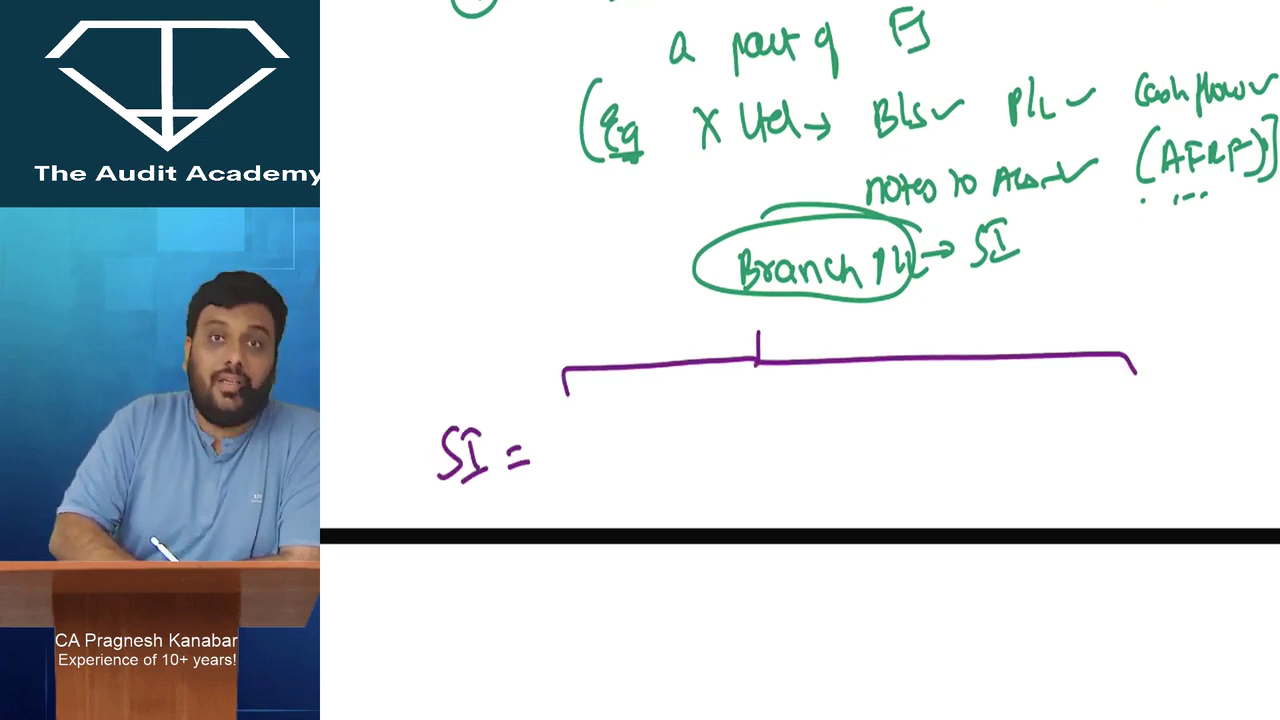 The Audit Academy
a part of FS
(Eg X Ltd → B/S ✓ P/L ✓ Cash flow ✓
notes to Acs ✓ (AFRF)]
Branch P/L → SI
SI =
CA Pragnesh Kanabar
Experience of 10+ years!